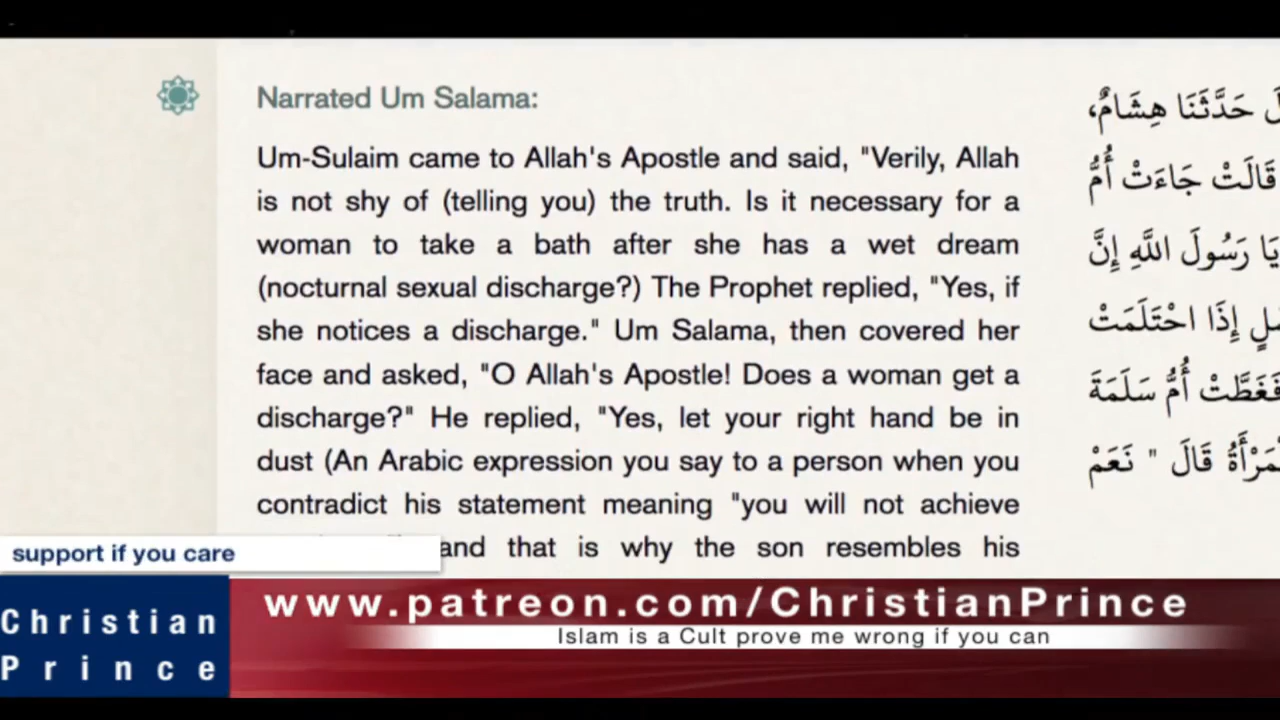 Narrated Um Salama:
Um-Sulaim came to Allah's Apostle and said, "Verily, Allah
is not shy of (telling you) the truth. Is it necessary for a
woman to take a bath after she has a wet dream
(nocturnal sexual discharge?) The Prophet replied, "Yes, if
she notices a discharge." Um Salama, then covered her
face and asked, "O Allah's Apostle! Does a woman get a
discharge?" He replied, "Yes, let your right hand be in
dust (An Arabic expression you say to a person when you
contradict his statement meaning "you will not achieve
and that is why the son resembles his
لَ حَدَّثَنَا هِشَامٌ،
قَالَتْ جَاءَتْ أُمُّ
يَا رَسُولَ اللَّهِ إِنَّ
إِذَا احْتَلَمَتْ
فَغَطَّتْ أُمُّ سَلَمَةَ
قَالَ " نَعَمْ
support if you care
Christian
Prince
www.patreon.com/ChristianPrince
Islam is a Cult prove me wrong if you can